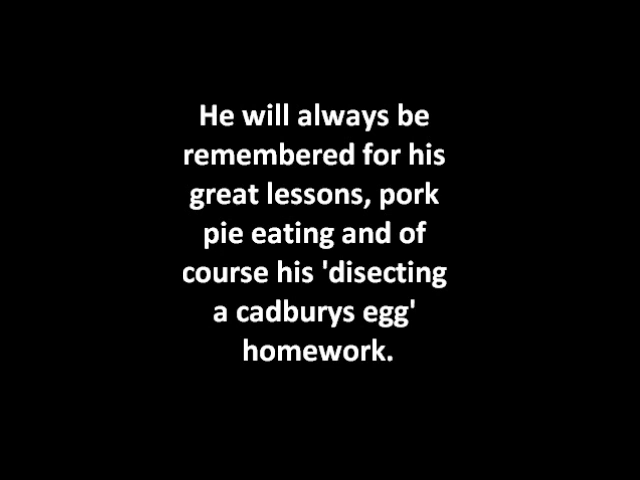 He will always be
remembered for his
great lessons, pork
pie eating and of
course his 'disecting
a cadburys egg'
homework.